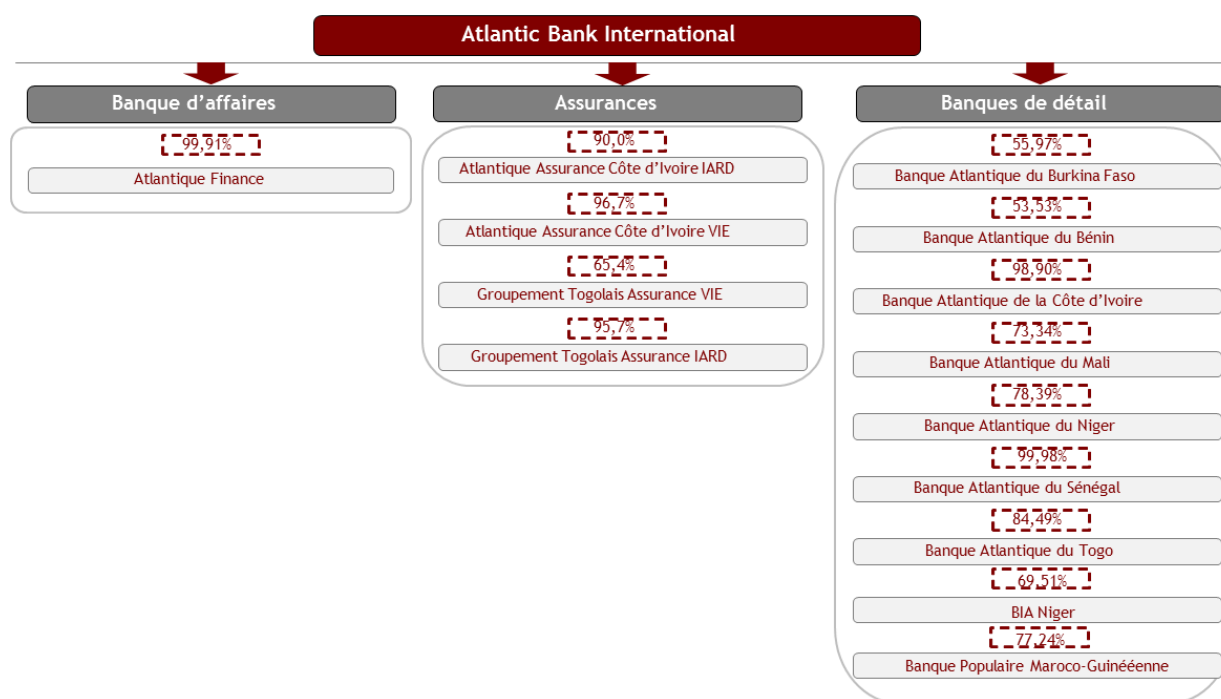 Atlantic Bank International
Banque d'affaires
99,91%
Atlantique Finance
Assurances
90,0%
Atlantique Assurance Côte d'Ivoire IARD
96,7%
Atlantique Assurance Côte d'Ivoire VIE
65,4%
Groupement Togolais Assurance VIE
95,7%
Groupement Togolais Assurance IARD
Banques de détail
55,97%
Banque Atlantique du Burkina Faso
53,53%
Banque Atlantique du Bénin
98,90%
Banque Atlantique de la Côte d'Ivoire
73,34%
Banque Atlantique du Mali
78,39%
Banque Atlantique du Niger
99,98%
Banque Atlantique du Sénégal
84,49%
Banque Atlantique du Togo
69,51%
BIA Niger
77,24%
Banque Populaire Maroco-Guinééenne